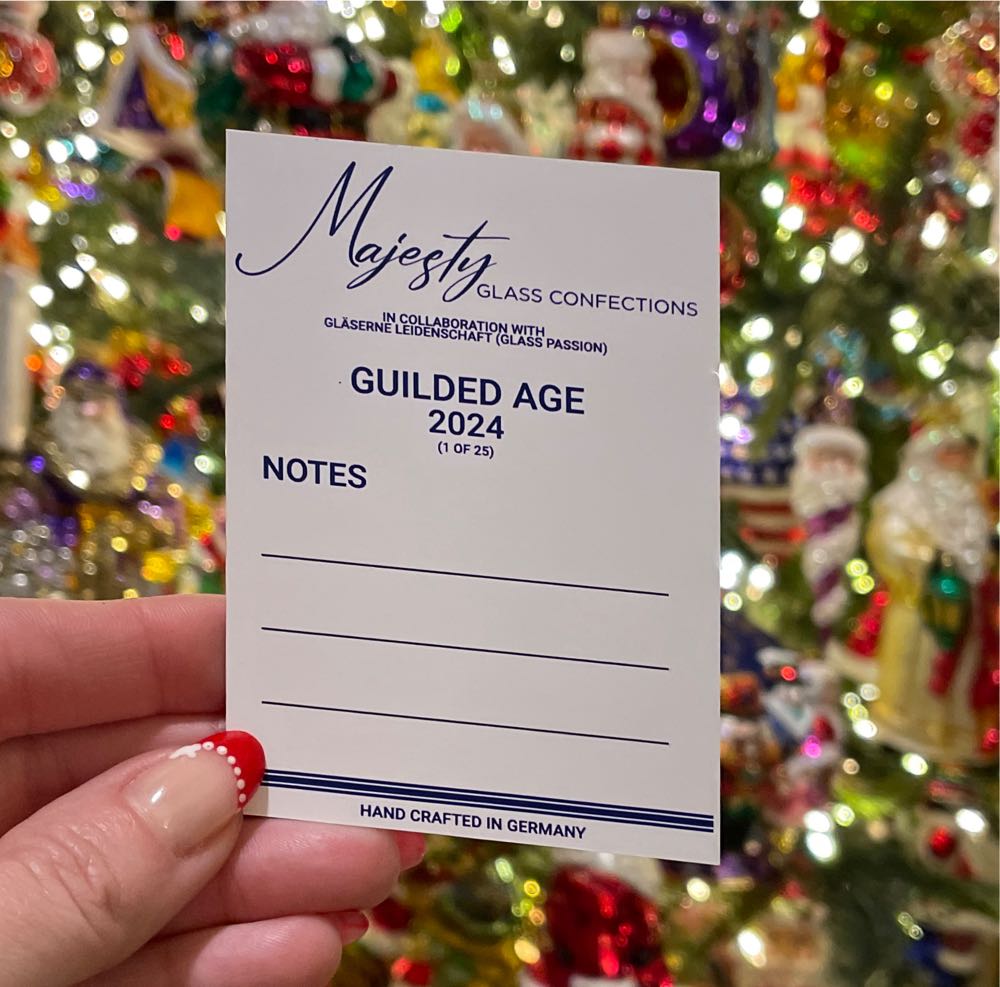 Majesty
GLASS CONFECTIONS
IN COLLABORATION WITH
GLÄSERNE LEIDENSCHAFT (GLASS PASSION)
GUILDED AGE
2024
(1 OF 25)
NOTES
HAND CRAFTED IN GERMANY